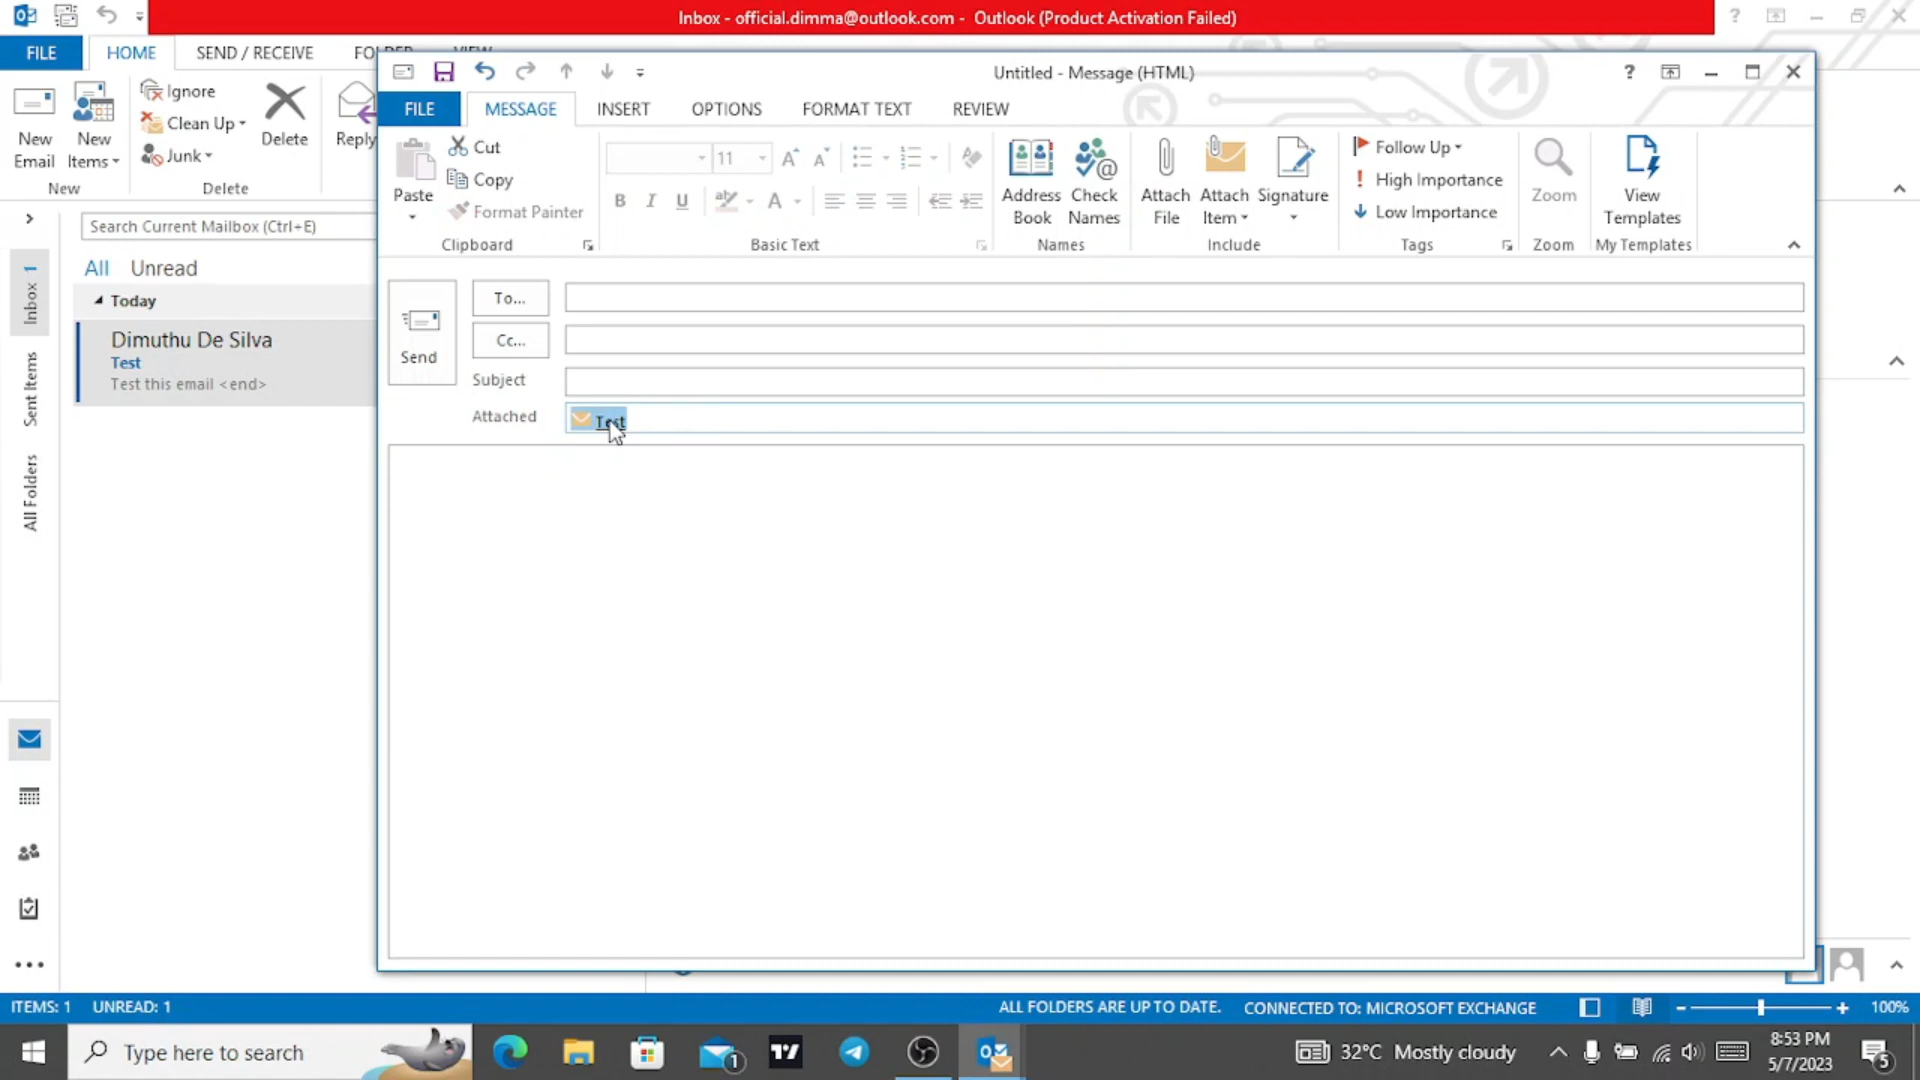 Inbox - official.dimma@outlook.com - Outlook (Product Activation Failed)
?
FILE HOME SEND / RECEIVE FOLDER VIEW
New Email
New Items
New
Ignore
Clean Up
Junk
Delete
Delete
Reply
Untitled - Message (HTML)
?
FILE MESSAGE INSERT OPTIONS FORMAT TEXT REVIEW
Paste
Cut
Copy
Format Painter
Clipboard
11
A A
B I U ab A
Basic Text
Address Book
Check Names
Names
Attach File
Attach Item
Signature
Include
Follow Up
High Importance
Low Importance
Tags
Zoom
Zoom
View Templates
My Templates
Search Current Mailbox (Ctrl+E)
All Unread
Today
Dimuthu De Silva
Test
Test this email <end>
Inbox 1
Sent Items
All Folders
Send
To...
Cc...
Subject
Attached
Test
ITEMS: 1 UNREAD: 1
ALL FOLDERS ARE UP TO DATE. CONNECTED TO: MICROSOFT EXCHANGE
100%
Type here to search
1
32°C Mostly cloudy
8:53 PM
5/7/2023
5